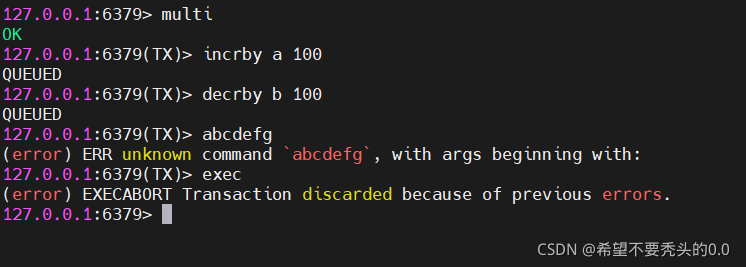 127.0.0.1:6379> multi
OK
127.0.0.1:6379(TX)> incrby a 100
QUEUED
127.0.0.1:6379(TX)> decrby b 100
QUEUED
127.0.0.1:6379(TX)> abcdefg
(error) ERR unknown command `abcdefg`, with args beginning with:
127.0.0.1:6379(TX)> exec
(error) EXECABORT Transaction discarded because of previous errors.
127.0.0.1:6379>
CSDN @希望不要秃头的0.0